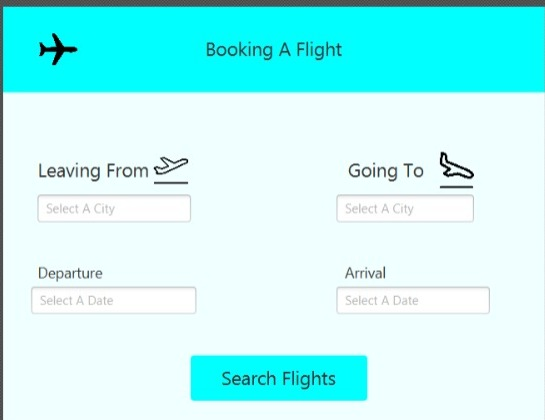 Booking A Flight
Leaving From
Going To
Select A City
Select A City
Departure
Arrival
Select A Date
Select A Date
Search Flights